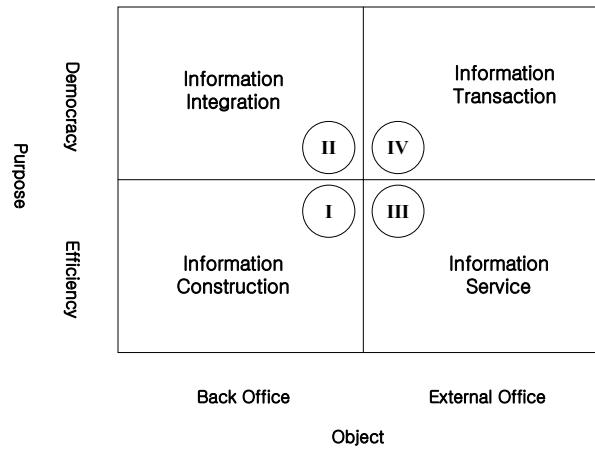 Purpose
Democracy
Efficiency
Information
Integration
Information
Transaction
II
IV
I
III
Information
Construction
Information
Service
Back Office
External Office
Object